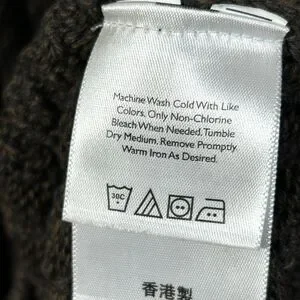 Machine Wash Cold With Like
Colors. Only Non-Chlorine
Bleach When Needed. Tumble
Dry Medium. Remove Promptly.
Warm Iron As Desired.
30C
香港製